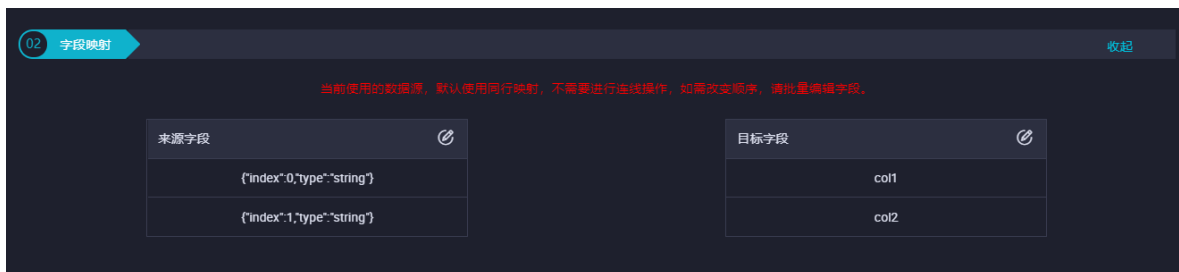 02 字段映射 收起
当前使用的数据源，默认使用同行映射，不需要进行连线操作，如需改变顺序，请批量编辑字段。
来源字段 目标字段
{"index":0,"type":"string"} col1
{"index":1,"type":"string"} col2